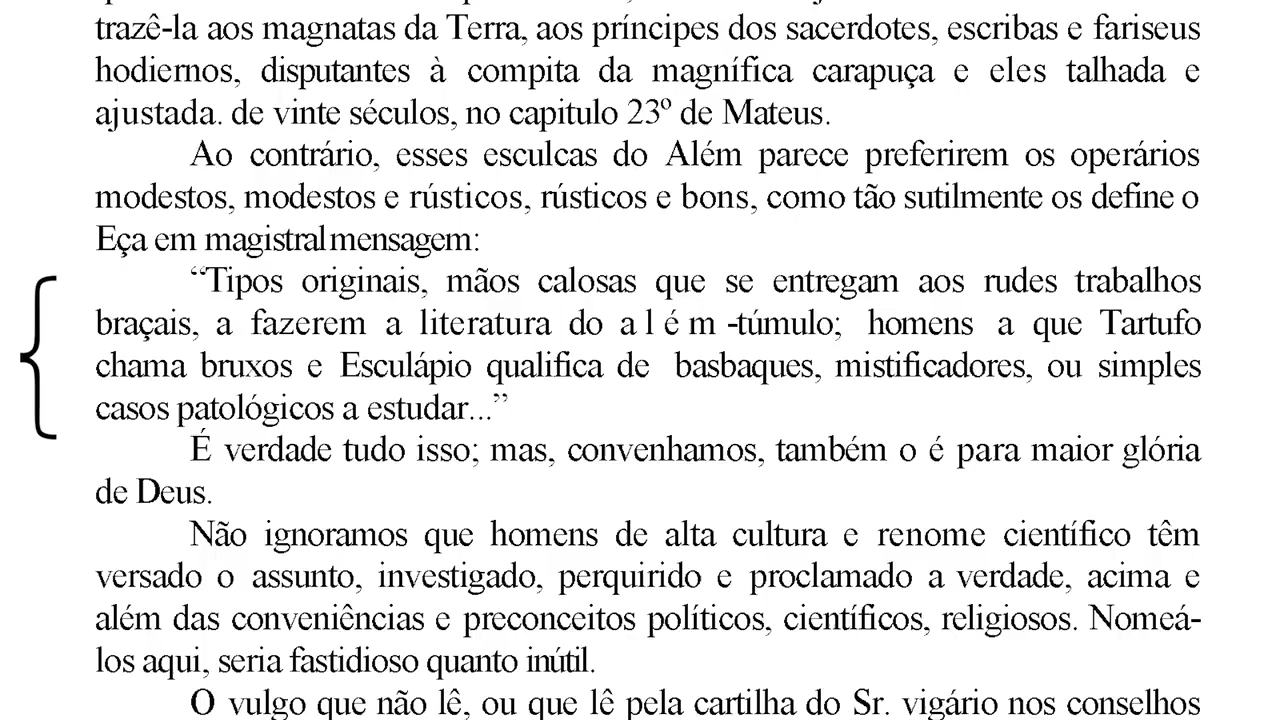 trazê-la aos magnatas da Terra, aos príncipes dos sacerdotes, escribas e fariseus
hodiernos, disputantes à compita da magnífica carapuça e eles talhada e
ajustada. de vinte séculos, no capitulo 23º de Mateus.
Ao contrário, esses esculcas do Além parece preferirem os operários
modestos, modestos e rústicos, rústicos e bons, como tão sutilmente os define o
Eça em magistral mensagem:
“Tipos originais, mãos calosas que se entregam aos rudes trabalhos
braçais, a fazerem a literatura do além-túmulo; homens a que Tartufo
chama bruxos e Esculápio qualifica de basbaques, mistificadores, ou simples
casos patológicos a estudar...”
É verdade tudo isso; mas, convenhamos, também o é para maior glória
de Deus.
Não ignoramos que homens de alta cultura e renome científico têm
versado o assunto, investigado, perquirido e proclamado a verdade, acima e
além das conveniências e preconceitos políticos, científicos, religiosos. Nomeá-
los aqui, seria fastidioso quanto inútil.
O vulgo que não lê, ou que lê pela cartilha do Sr. vigário nos conselhos